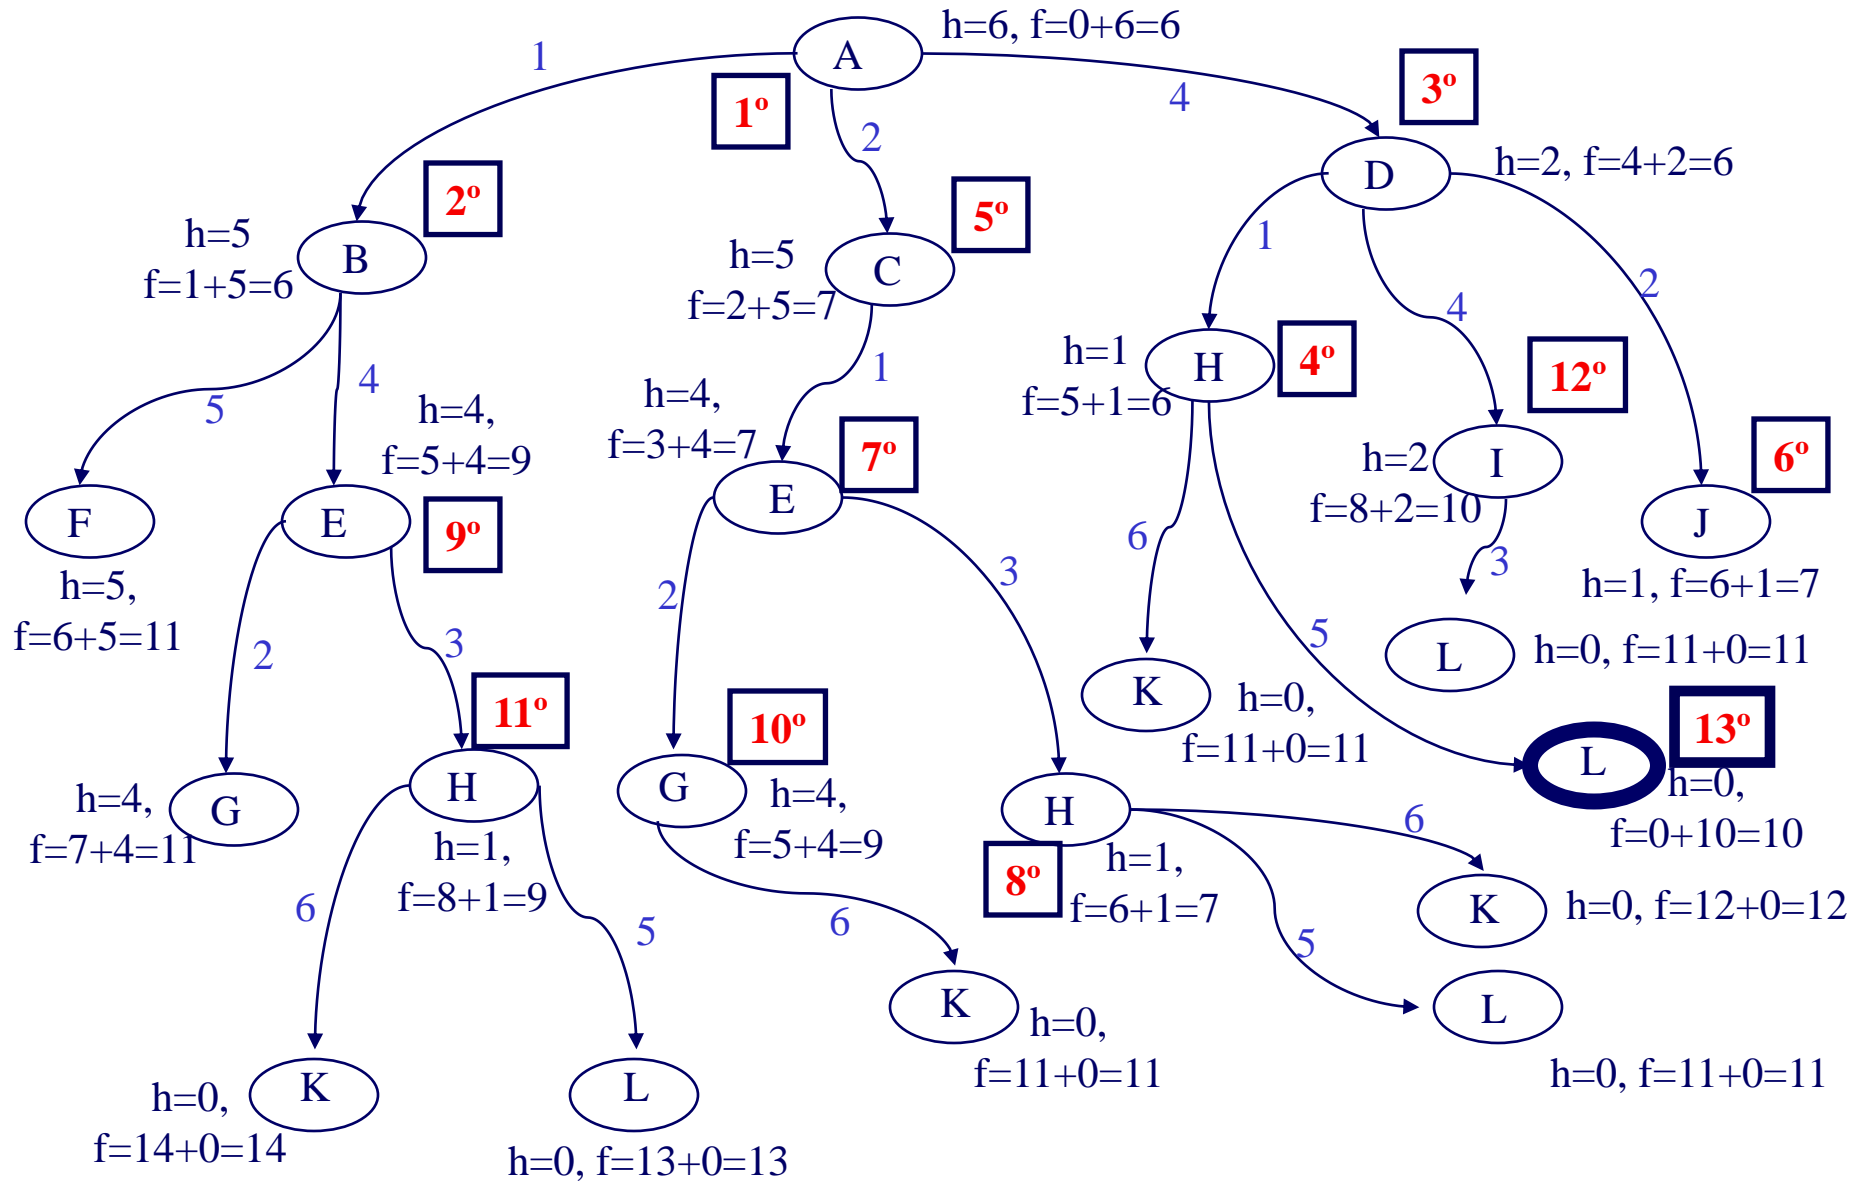 h=6, f=0+6=6
A
1
1º
2
4
3º
D
h=2, f=4+2=6
2º
B
h=5
f=1+5=6
5º
C
h=5
f=2+5=7
1
4
2
H
4º
h=1
f=5+1=6
12º
I
h=2
f=8+2=10
6º
J
h=1, f=6+1=7
5
4
1
h=4,
f=5+4=9
h=4,
f=3+4=7
7º
E
F
h=5,
f=6+5=11
E
9º
6
5
3
2
3
2
3
L
h=0, f=11+0=11
K
h=0,
f=11+0=11
13º
L
h=0,
f=0+10=10
11º
H
h=1,
f=8+1=9
10º
G
h=4,
f=5+4=9
G
h=4,
f=7+4=11
H
8º
h=1,
f=6+1=7
6
5
K
h=0, f=12+0=12
L
h=0, f=11+0=11
6
5
6
K
h=0,
f=11+0=11
K
h=0,
f=14+0=14
L
h=0, f=13+0=13